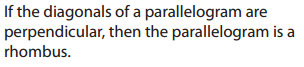 If the diagonals of a parallelogram are
perpendicular, then the parallelogram is a
rhombus.